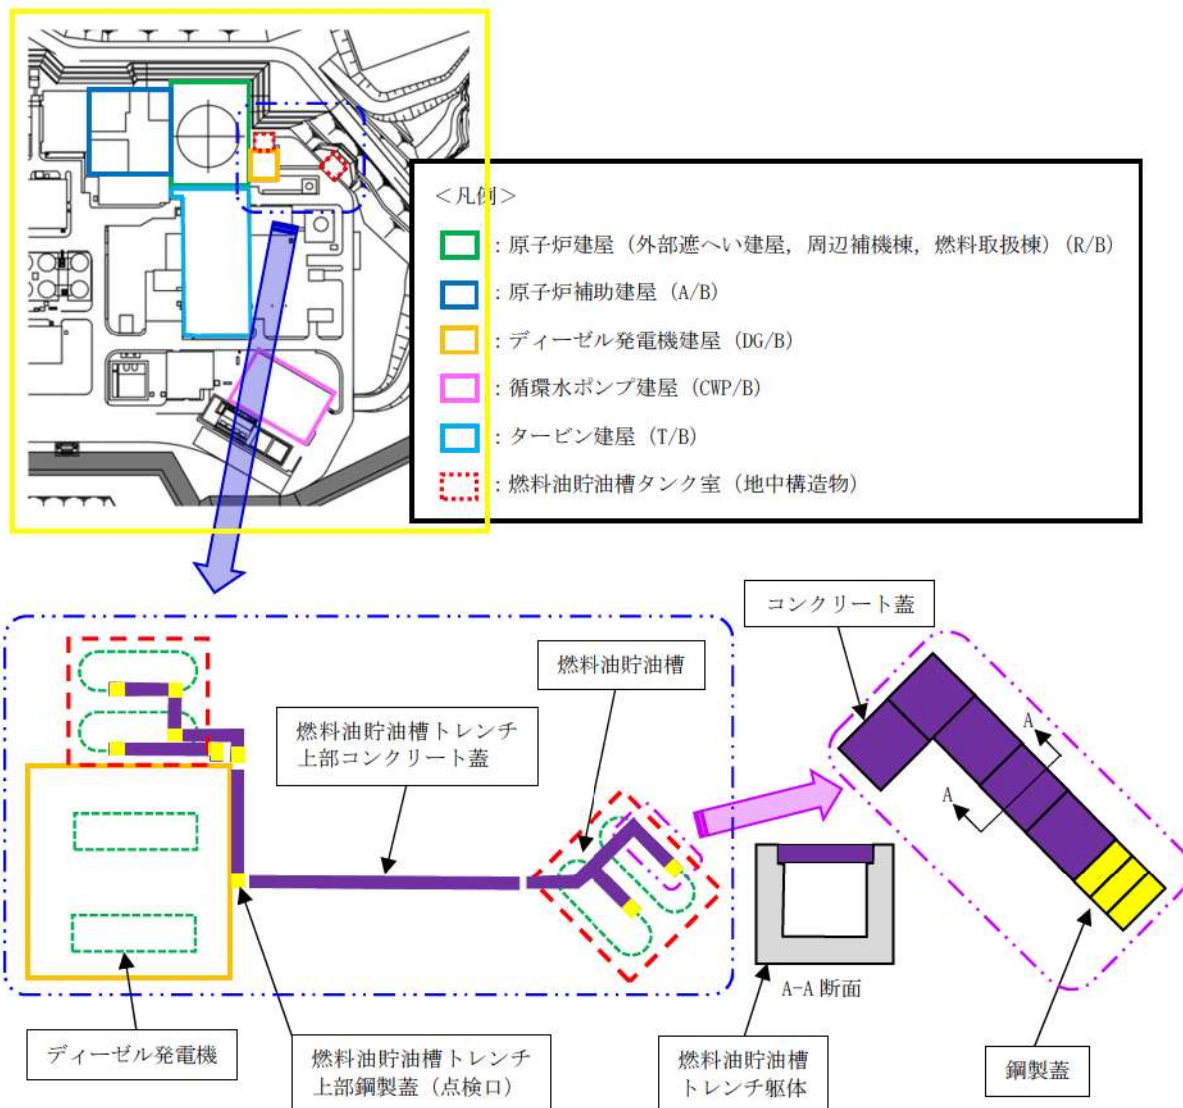 ＜凡例＞
：原子炉建屋（外部遮へい建屋，周辺補機棟，燃料取扱棟）(R/B)
：原子炉補助建屋（A/B）
：ディーゼル発電機建屋（DG/B）
：循環水ポンプ建屋（CWP/B）
：タービン建屋（T/B）
：燃料油貯油槽タンク室（地中構造物）
コンクリート蓋
燃料油貯油槽
燃料油貯油槽トレンチ
上部コンクリート蓋
A
A
A-A 断面
ディーゼル発電機
燃料油貯油槽トレンチ
上部鋼製蓋（点検口）
燃料油貯油槽
トレンチ躯体
鋼製蓋